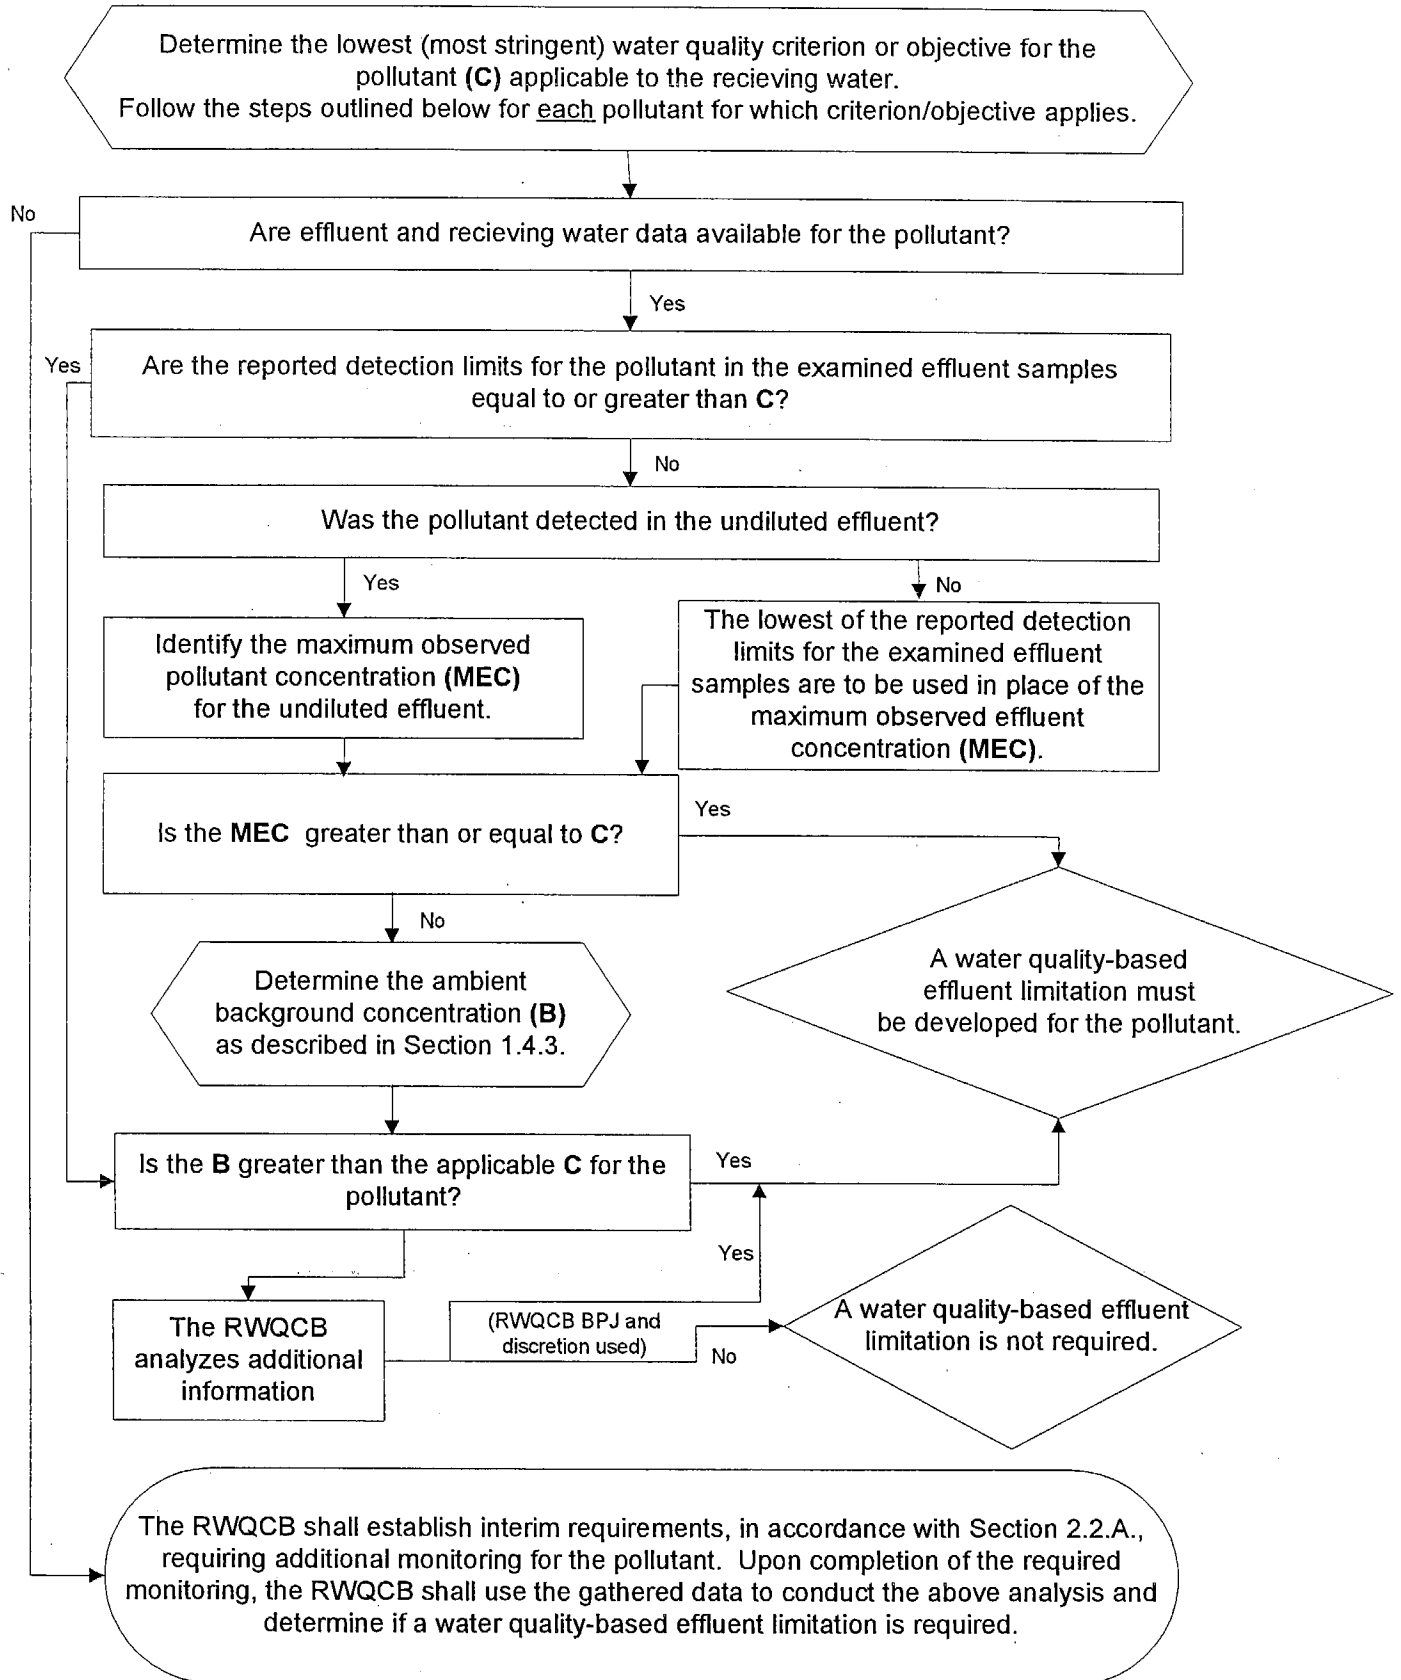 Determine the lowest (most stringent) water quality criterion or objective for the
pollutant (C) applicable to the recieving water.
Follow the steps outlined below for each pollutant for which criterion/objective applies.
No
Are effluent and recieving water data available for the pollutant?
Yes
Yes
Are the reported detection limits for the pollutant in the examined effluent samples
equal to or greater than C?
No
Was the pollutant detected in the undiluted effluent?
Yes
No
Identify the maximum observed
pollutant concentration (MEC)
for the undiluted effluent.
The lowest of the reported detection
limits for the examined effluent
samples are to be used in place of the
maximum observed effluent
concentration (MEC).
Is the MEC greater than or equal to C?
Yes
No
Determine the ambient
background concentration (B)
as described in Section 1.4.3.
A water quality-based
effluent limitation must
be developed for the pollutant.
Is the B greater than the applicable C for the
pollutant?
Yes
Yes
The RWQCB
analyzes additional
information
(RWQCB BPJ and
discretion used)
No
A water quality-based effluent
limitation is not required.
The RWQCB shall establish interim requirements, in accordance with Section 2.2.A.,
requiring additional monitoring for the pollutant. Upon completion of the required
monitoring, the RWQCB shall use the gathered data to conduct the above analysis and
determine if a water quality-based effluent limitation is required.